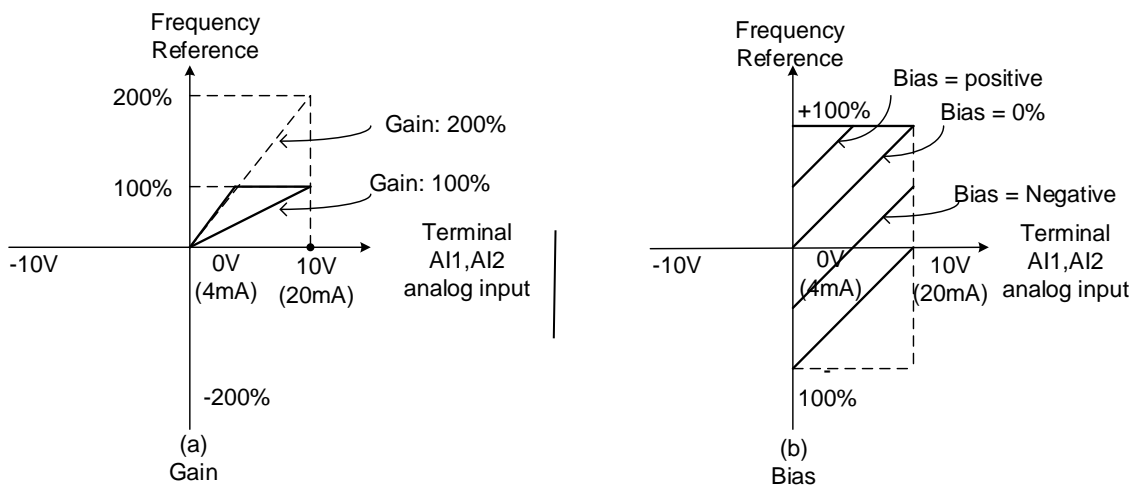 Frequency
Reference
200%
100%
Gain: 200%
Gain: 100%
-10V
0V
(4mA)
10V
(20mA)
Terminal
AI1,AI2
analog input
-200%
(a)
Gain
Frequency
Reference
+100%
Bias = positive
Bias = 0%
Bias = Negative
-10V
0V
(4mA)
10V
(20mA)
Terminal
AI1,AI2
analog input
-
100%
(b)
Bias